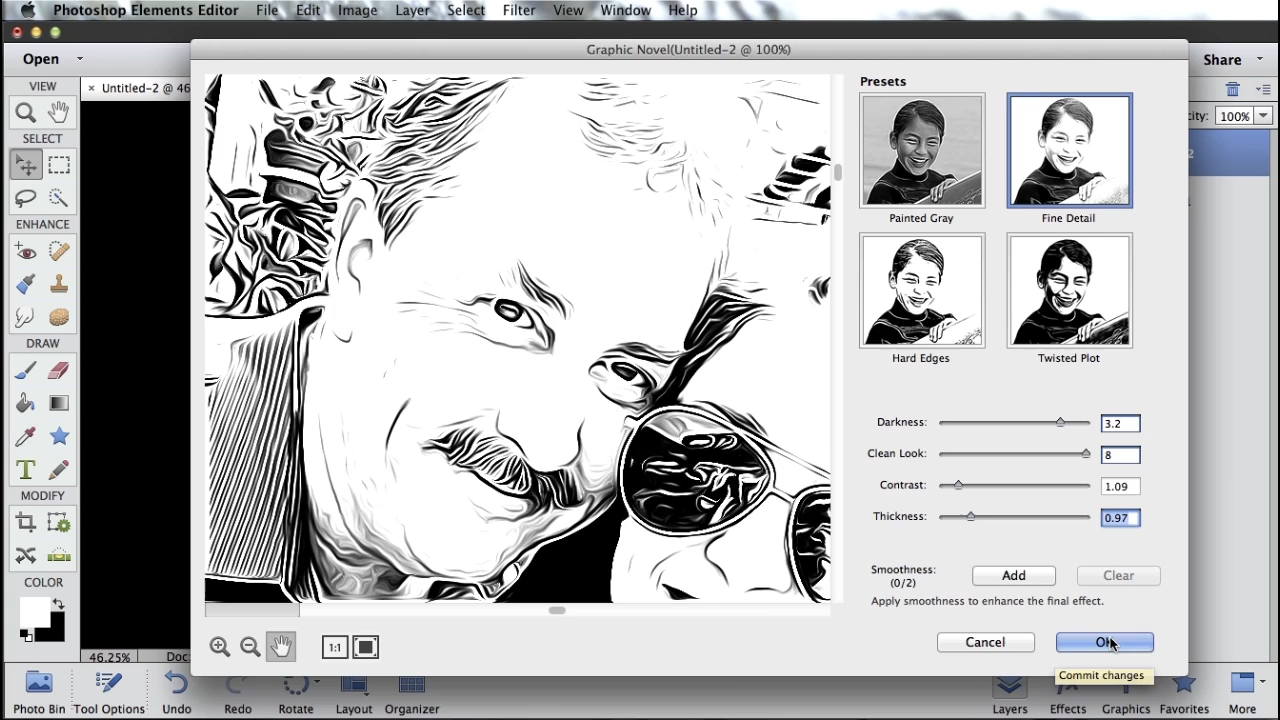 Photoshop Elements Editor File Edit Image Layer Select Filter View Window Help
Graphic Novel(Untitled-2 @ 100%)
Open
Share
VIEW
× Untitled-2 @ 46
Presets
100%
SELECT
2
Painted Gray
Fine Detail
ENHANCE
DRAW
Hard Edges
Twisted Plot
Darkness: 3.2
Clean Look: 8
Contrast: 1.09
T
Thickness: 0.97
MODIFY
Smoothness:
(0/2)
Add
Clear
COLOR
Apply smoothness to enhance the final effect.
1:1
Cancel
OK
46.25% Doc
Commit changes
Photo Bin Tool Options Undo Redo Rotate Layout Organizer Layers Effects Graphics Favorites More